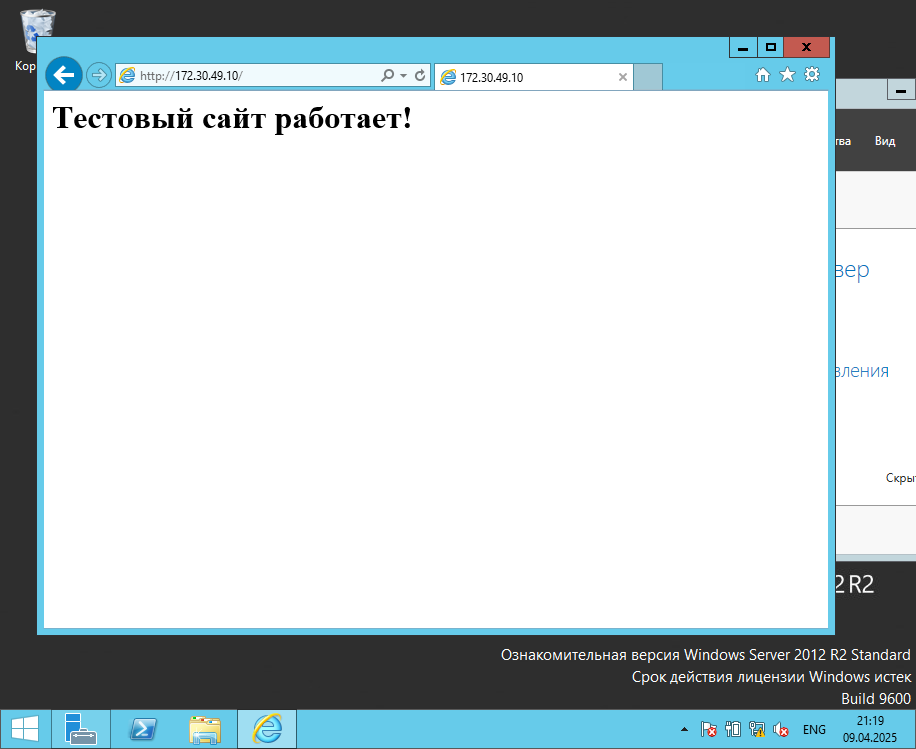 Кор
http://172.30.49.10/
172.30.49.10
Тестовый сайт работает!
тва
Вид
вер
вления
Скры
2 R2
Ознакомительная версия Windows Server 2012 R2 Standard
Срок действия лицензии Windows истек
Build 9600
ENG
21:19
09.04.2025